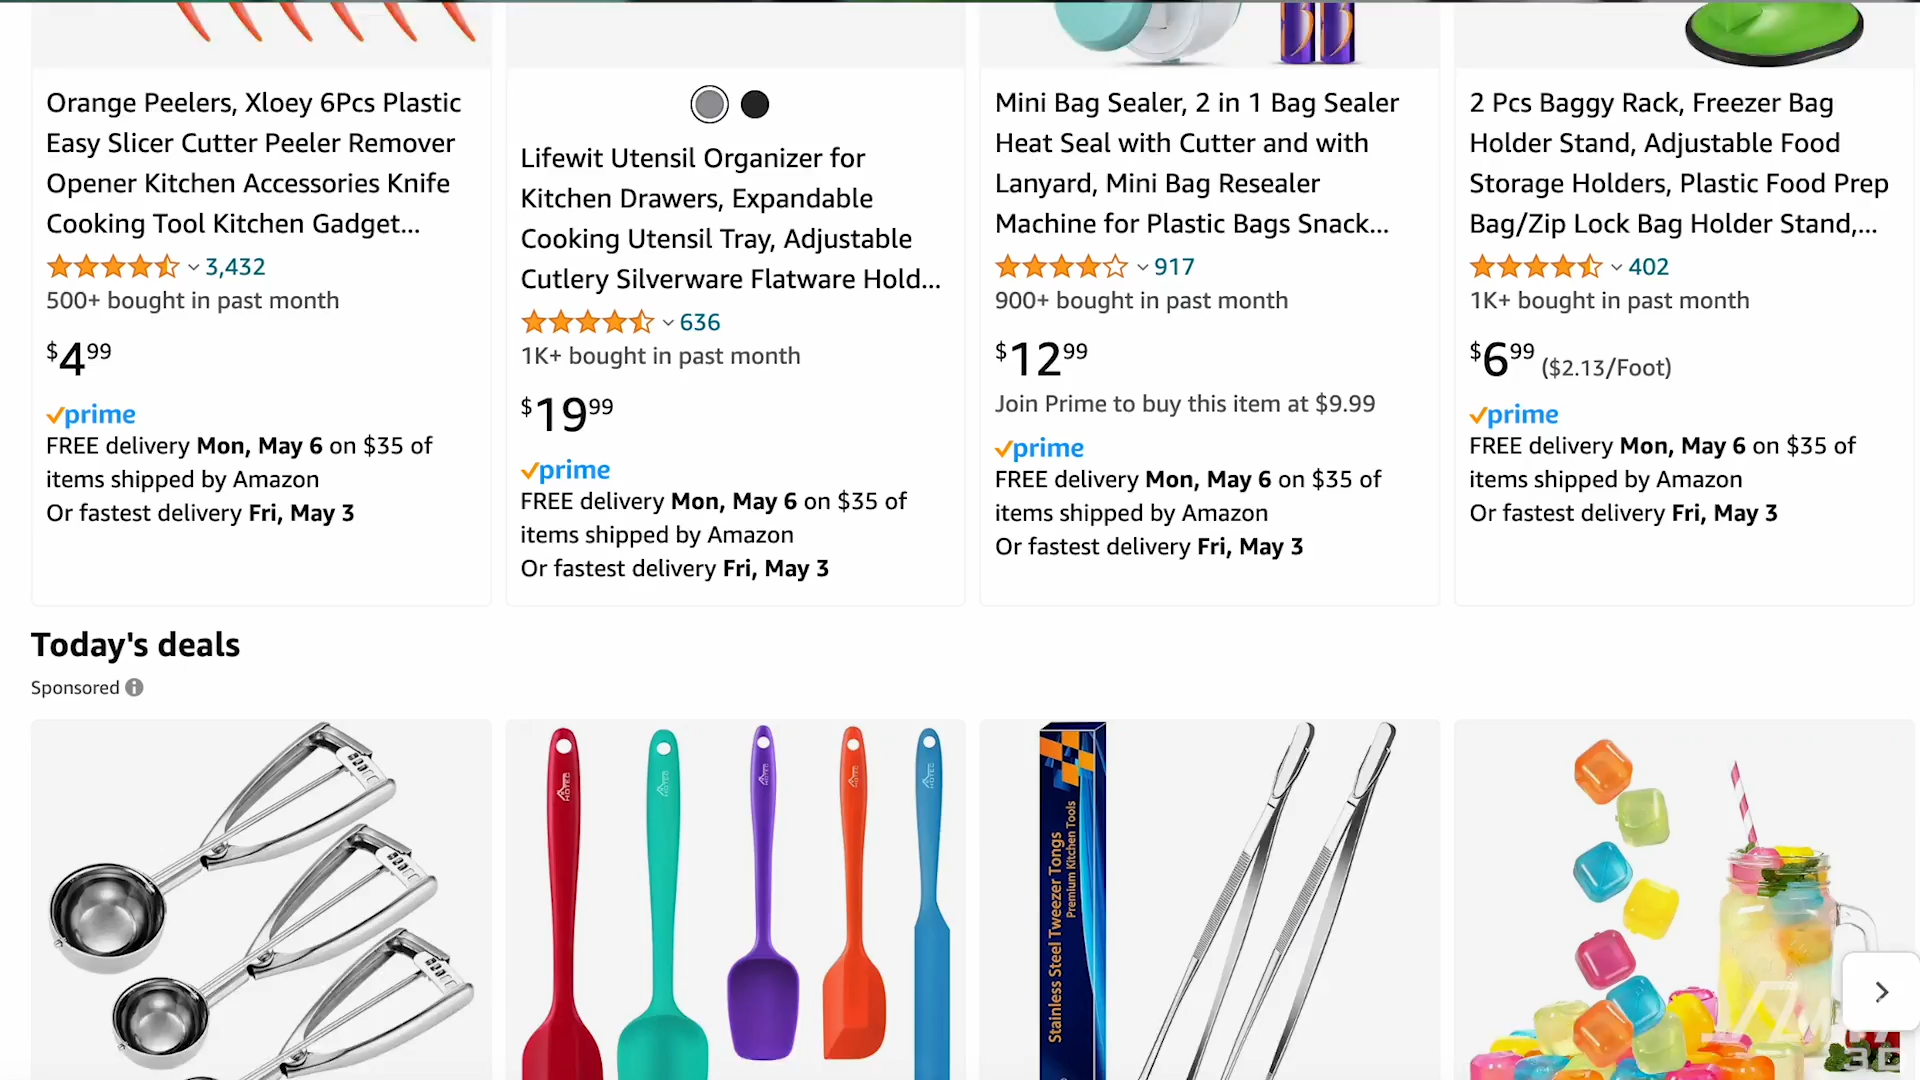 Orange Peelers, Xloey 6Pcs Plastic
Easy Slicer Cutter Peeler Remover
Opener Kitchen Accessories Knife
Cooking Tool Kitchen Gadget...
3,432
500+ bought in past month
$4.99
prime
FREE delivery Mon, May 6 on $35 of
items shipped by Amazon
Or fastest delivery Fri, May 3
Lifewit Utensil Organizer for
Kitchen Drawers, Expandable
Cooking Utensil Tray, Adjustable
Cutlery Silverware Flatware Hold...
636
1K+ bought in past month
$19.99
prime
FREE delivery Mon, May 6 on $35 of
items shipped by Amazon
Or fastest delivery Fri, May 3
Mini Bag Sealer, 2 in 1 Bag Sealer
Heat Seal with Cutter and with
Lanyard, Mini Bag Resealer
Machine for Plastic Bags Snack...
917
900+ bought in past month
$12.99
Join Prime to buy this item at $9.99
prime
FREE delivery Mon, May 6 on $35 of
items shipped by Amazon
Or fastest delivery Fri, May 3
2 Pcs Baggy Rack, Freezer Bag
Holder Stand, Adjustable Food
Storage Holders, Plastic Food Prep
Bag/Zip Lock Bag Holder Stand,...
402
1K+ bought in past month
$6.99 ($2.13/Foot)
prime
FREE delivery Mon, May 6 on $35 of
items shipped by Amazon
Or fastest delivery Fri, May 3
Today's deals
Sponsored
HOTEC
HOTEC
HOTEC
HOTEC
HOTEC
Stainless Steel Tweezer Tongs
Premium Kitchen Tools
3D